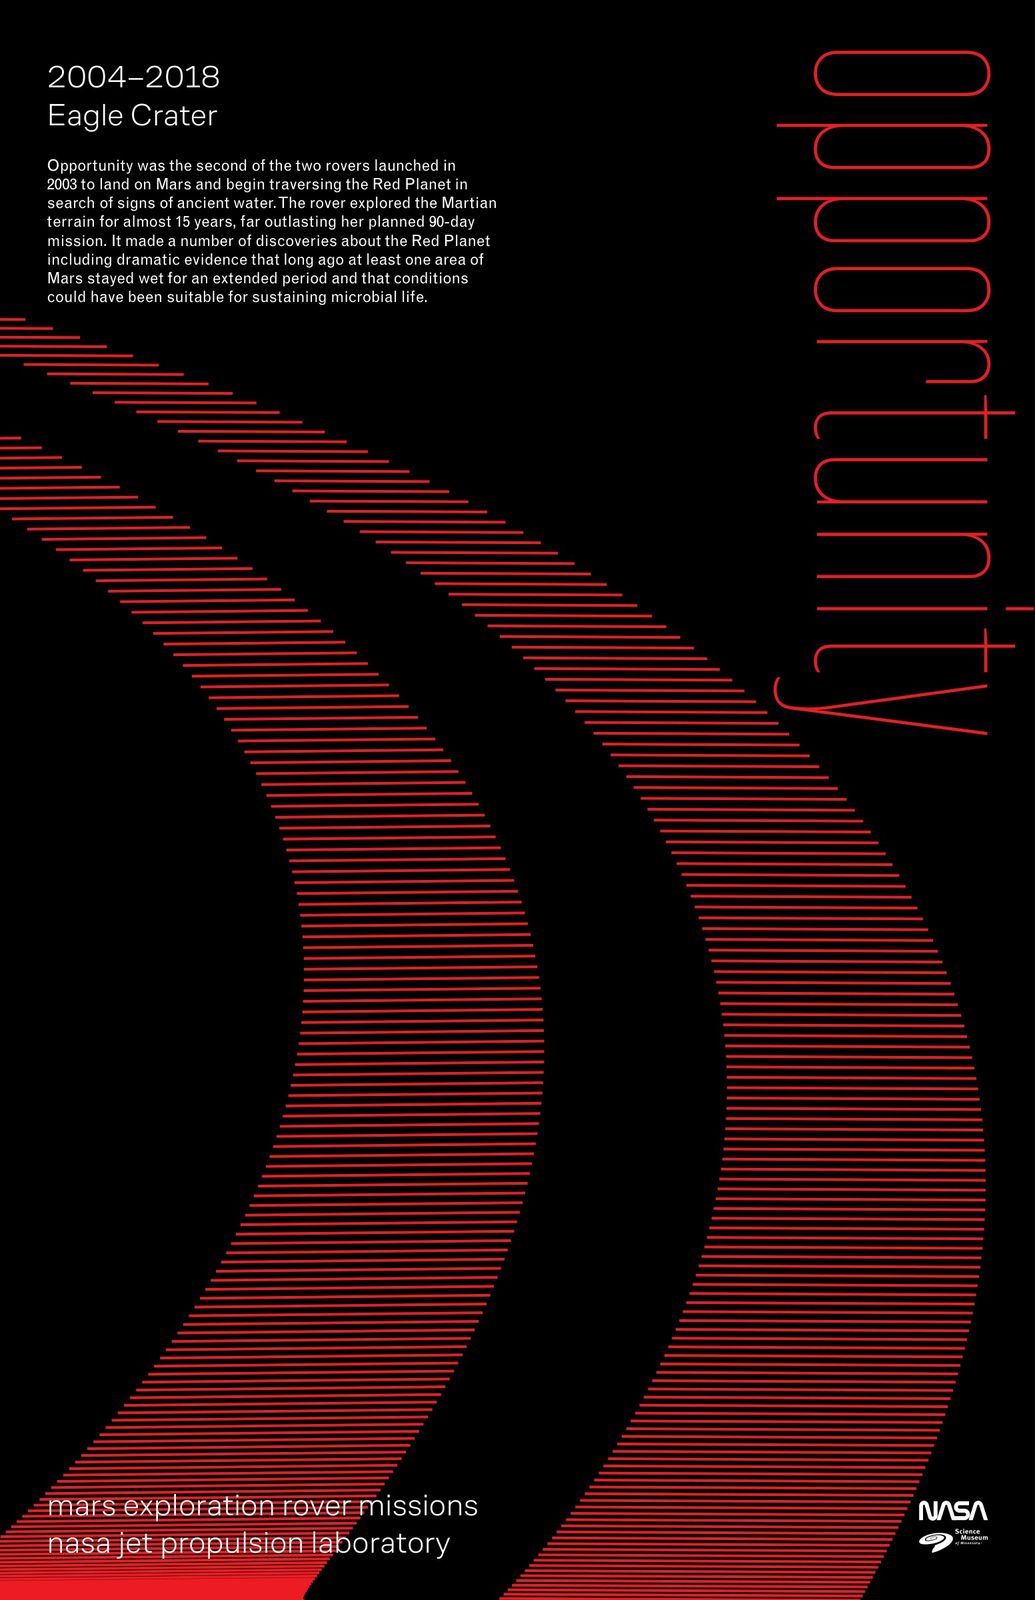 2004–2018
Eagle Crater
Opportunity was the second of the two rovers launched in
2003 to land on Mars and begin traversing the Red Planet in
search of signs of ancient water. The rover explored the Martian
terrain for almost 15 years, far outlasting her planned 90-day
mission. It made a number of discoveries about the Red Planet
including dramatic evidence that long ago at least one area of
Mars stayed wet for an extended period and that conditions
could have been suitable for sustaining microbial life.
opportunity
mars exploration rover missions
nasa jet propulsion laboratory
NASA
Science
Museum
of Minnesota